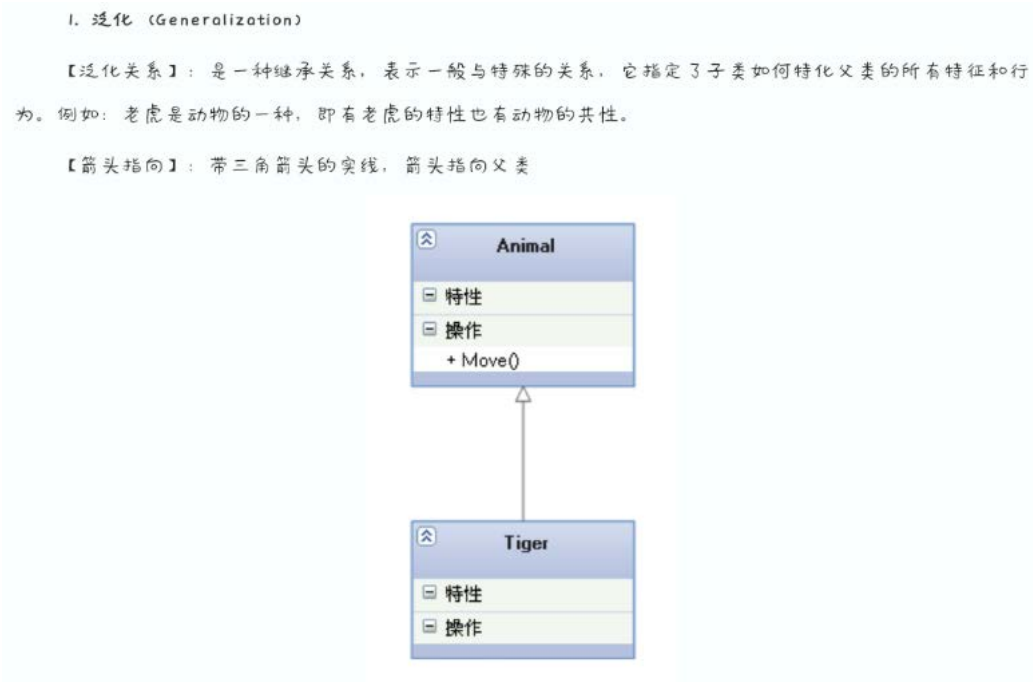 1. 泛化 (Generalization)
【泛化关系】: 是一种继承关系, 表示一般与特殊的关系, 它指定了子类如何特化父类的所有特征和行
为。例如: 老虎是动物的一种, 即有老虎的特性也有动物的共性。
【箭头指向】: 带三角箭头的实线, 箭头指向父类
Animal
特性
操作
+ Move()
Tiger
特性
操作